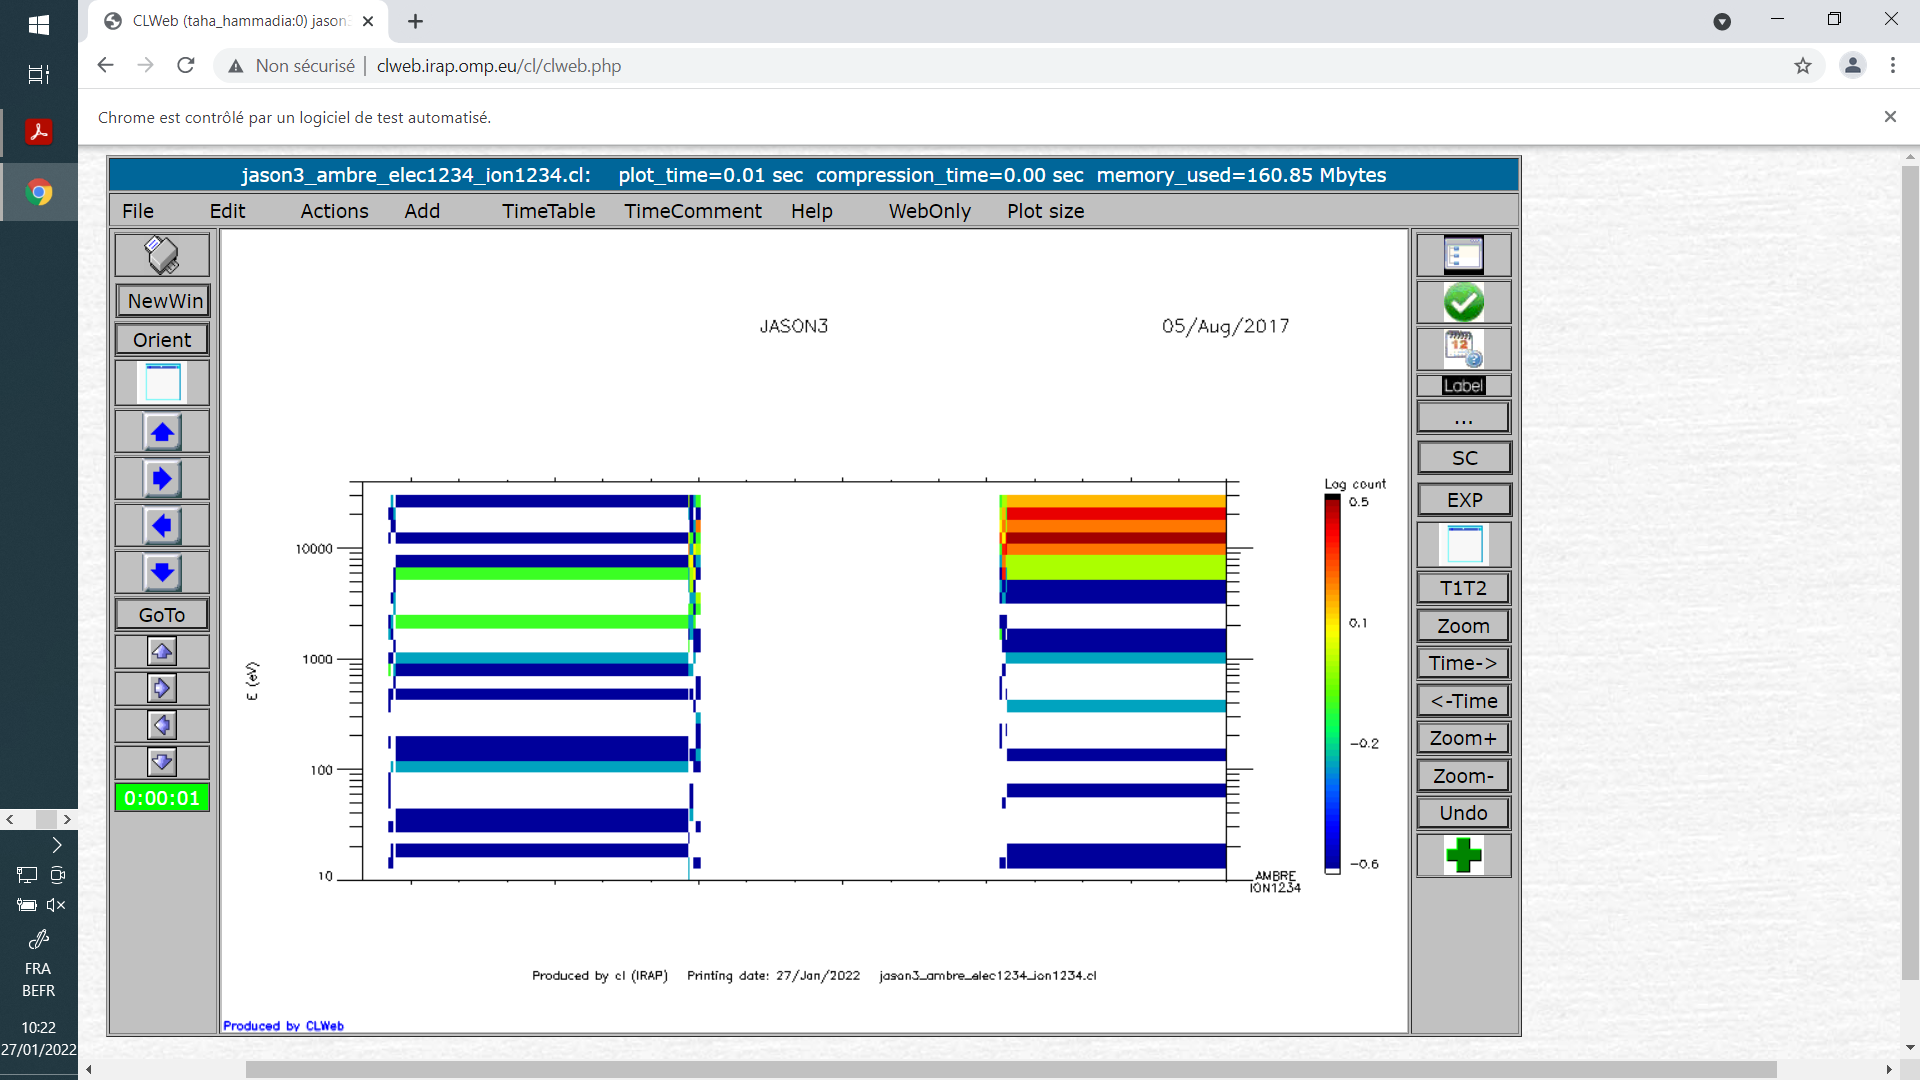 CLWeb (taha_hammadia:0) jason3
Non sécurisé | clweb.irap.omp.eu/cl/clweb.php
Chrome est contrôlé par un logiciel de test automatisé.
jason3_ambre_elec1234_ion1234.cl: plot_time=0.01 sec compression_time=0.00 sec memory_used=160.85 Mbytes
File Edit Actions Add TimeTable TimeComment Help WebOnly Plot size
NewWin
Orient
GoTo
0:00:01
JASON3 05/Aug/2017
E (eV)
10000
1000
100
10
AMBRE
ION1234
Log count
0.5
0.1
-0.2
-0.6
Produced by cl (IRAP) Printing date: 27/Jan/2022 jason3_ambre_elec1234_ion1234.cl
Produced by CLWeb
12
Label
...
SC
EXP
T1T2
Zoom
Time->
<-Time
Zoom+
Zoom-
Undo
FRA
BEFR
10:22
27/01/2022